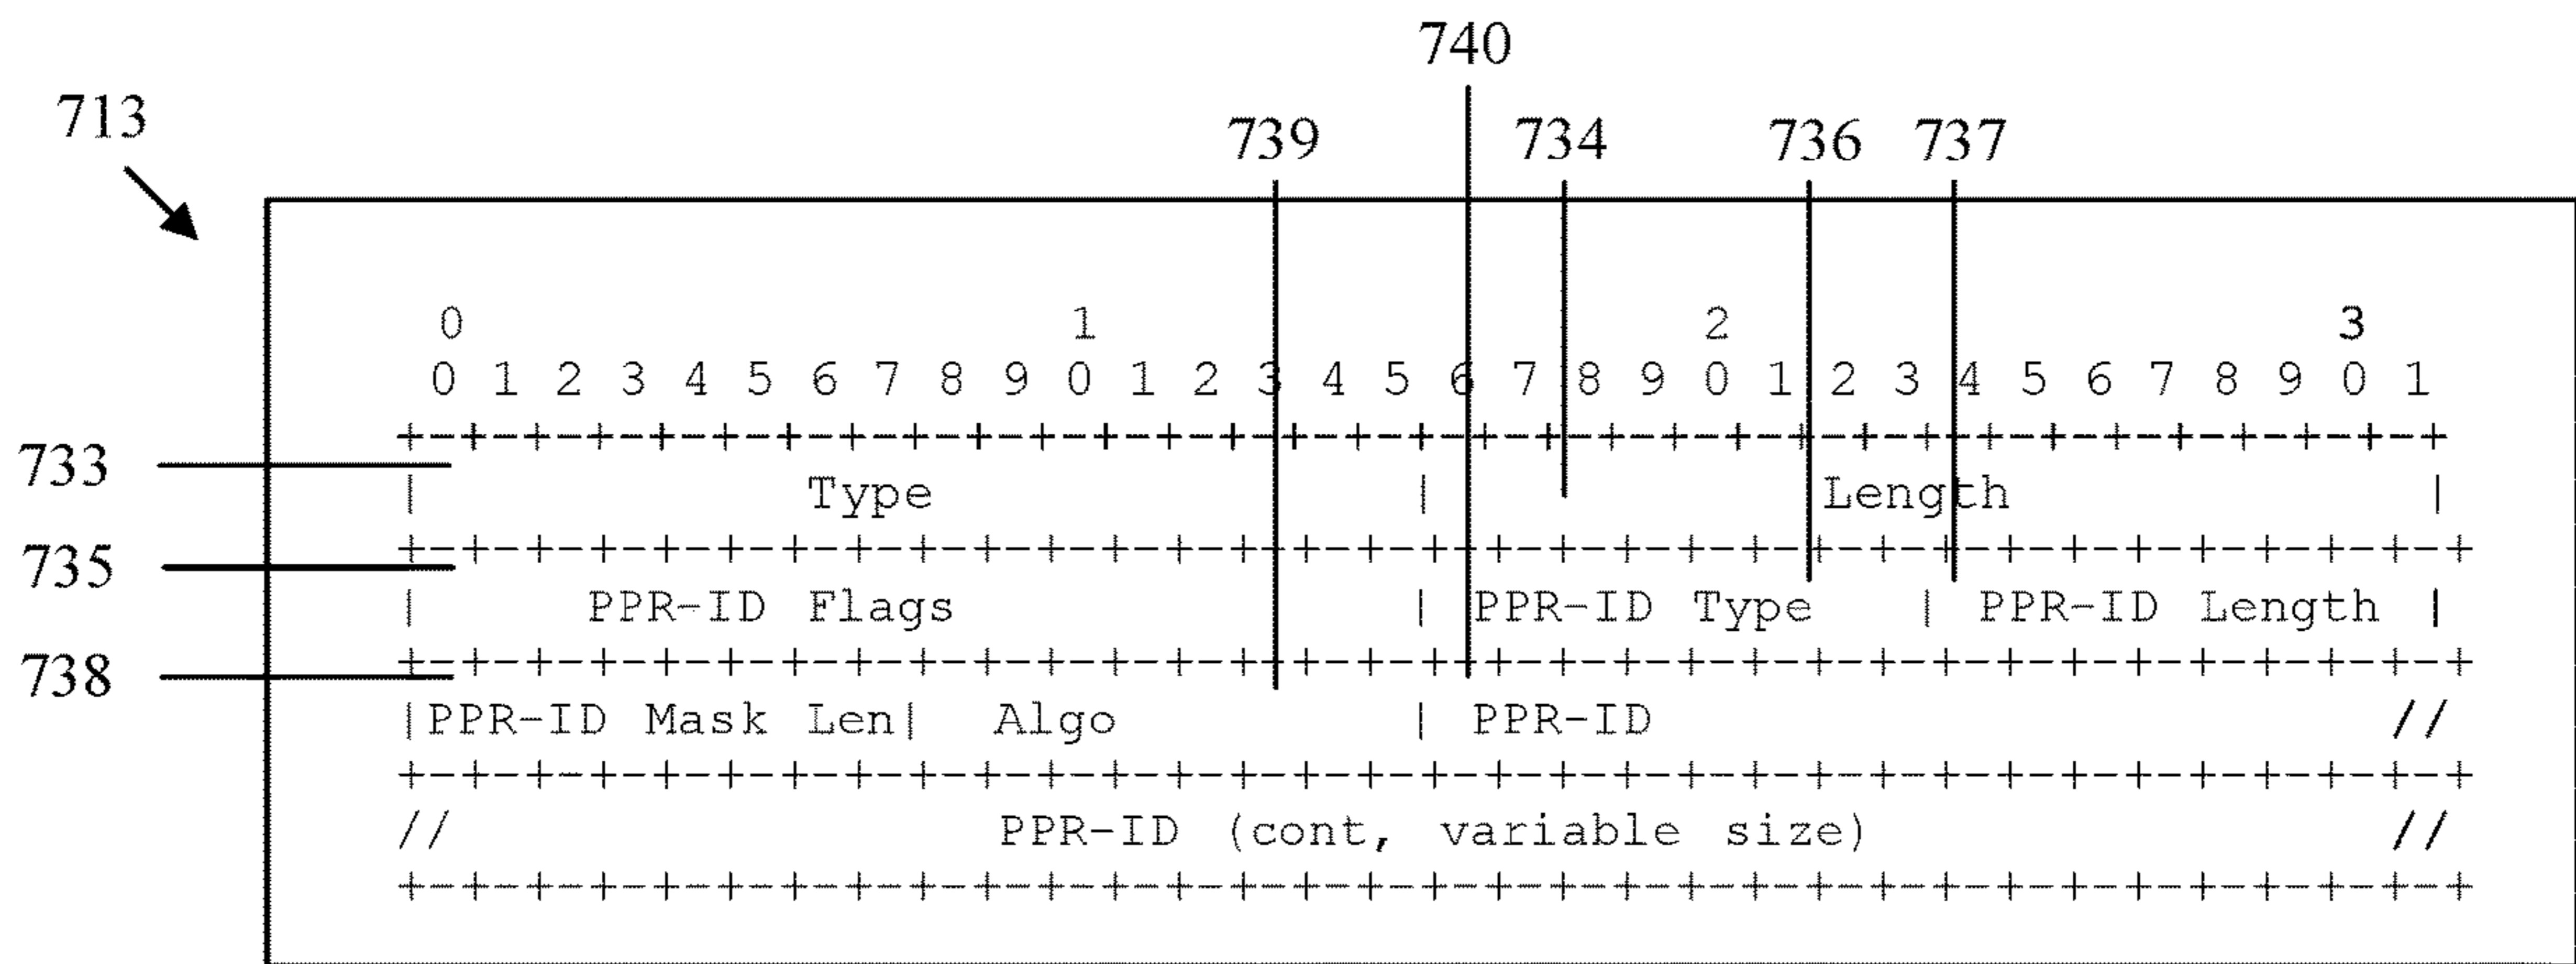 740
713 739 734 736 737
0 1 2 3
0 1 2 3 4 5 6 7 8 9 0 1 2 3 4 5 6 7 8 9 0 1 2 3 4 5 6 7 8 9 0 1
+-+-+-+-+-+-+-+-+-+-+-+-+-+-+-+-+-+-+-+-+-+-+-+-+-+-+-+-+-+-+-+-+
733
| Type | Length |
+-+-+-+-+-+-+-+-+-+-+-+-+-+-+-+-+-+-+-+-+-+-+-+-+-+-+-+-+-+-+-+-+
735
| PPR-ID Flags | PPR-ID Type | PPR-ID Length |
+-+-+-+-+-+-+-+-+-+-+-+-+-+-+-+-+-+-+-+-+-+-+-+-+-+-+-+-+-+-+-+-+
738
|PPR-ID Mask Len| Algo | PPR-ID //
+-+-+-+-+-+-+-+-+-+-+-+-+-+-+-+-+-+-+-+-+-+-+-+-+-+-+-+-+-+-+-+-+
// PPR-ID (cont, variable size) //
+-+-+-+-+-+-+-+-+-+-+-+-+-+-+-+-+-+-+-+-+-+-+-+-+-+-+-+-+-+-+-+-+